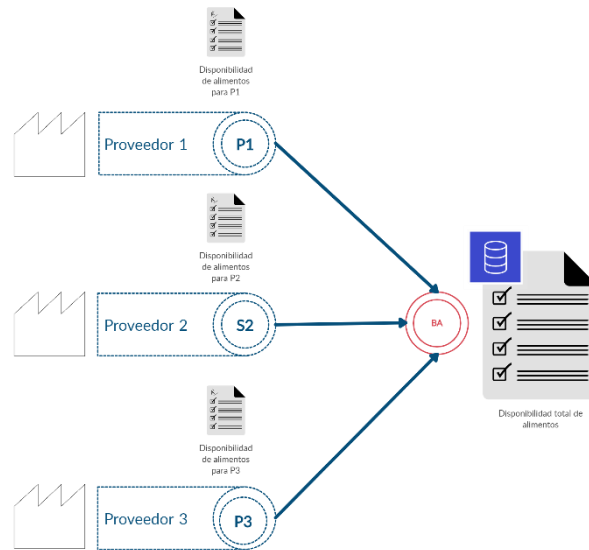 Disponibilidad
de alimentos
para P1
Proveedor 1
P1
Disponibilidad
de alimentos
para P2
Proveedor 2
S2
BA
Disponibilidad total de
alimentos
Disponibilidad
de alimentos
para P3
Proveedor 3
P3